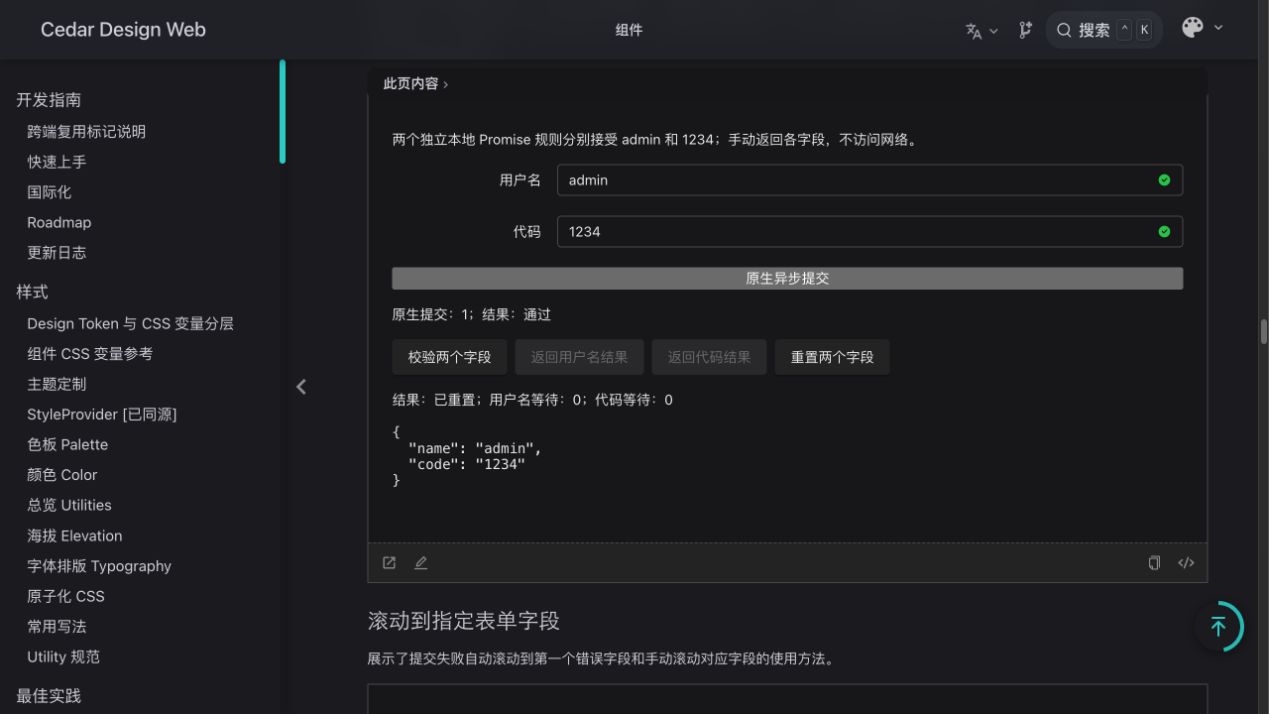 Cedar Design Web
组件
搜索 ^ K
开发指南
跨端复用标记说明
快速上手
国际化
Roadmap
更新日志
样式
Design Token 与 CSS 变量分层
组件 CSS 变量参考
主题定制
StyleProvider [已同源]
色板 Palette
颜色 Color
总览 Utilities
海拔 Elevation
字体排版 Typography
原子化 CSS
常用写法
Utility 规范
最佳实践
此页内容 ›
两个独立本地 Promise 规则分别接受 admin 和 1234；手动返回各字段，不访问网络。
用户名 admin
代码 1234
原生异步提交
原生提交：1；结果：通过
校验两个字段 返回用户名结果 返回代码结果 重置两个字段
结果：已重置；用户名等待：0；代码等待：0
{
"name": "admin",
"code": "1234"
}
滚动到指定表单字段
展示了提交失败自动滚动到第一个错误字段和手动滚动对应字段的使用方法。